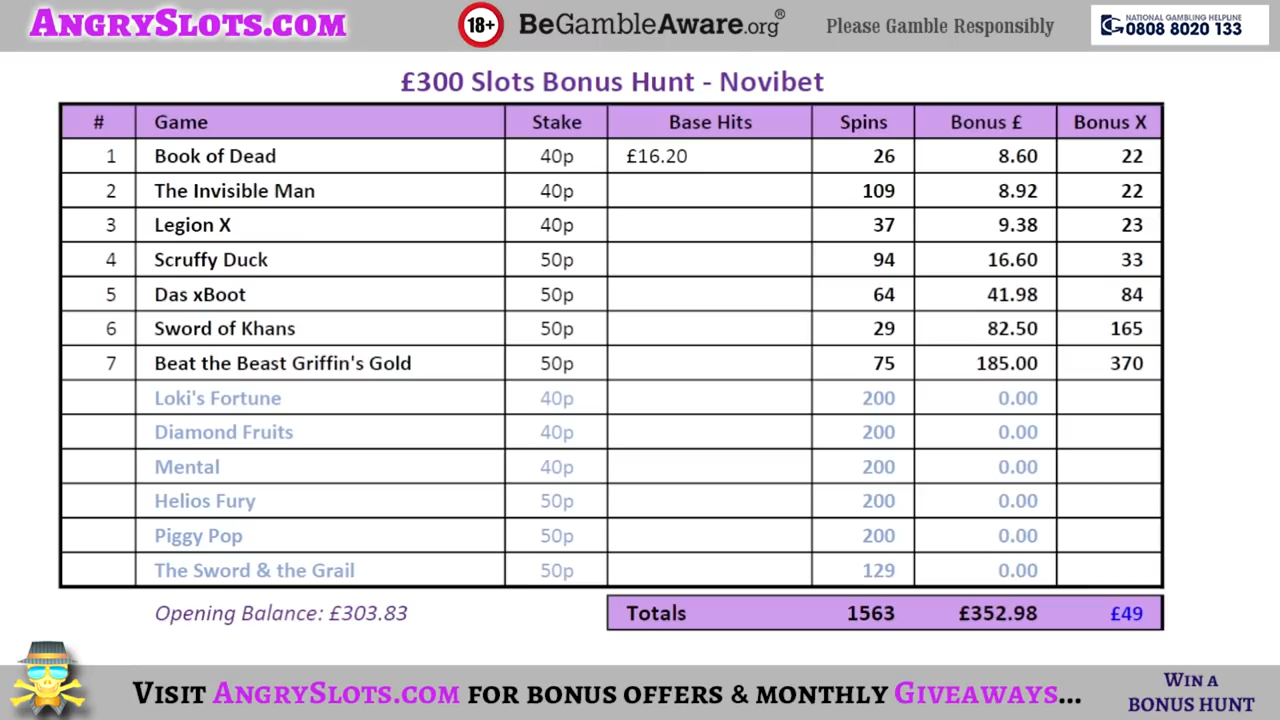 AngrySlots.com
18+ BeGambleAware.org®
Please Gamble Responsibly
NATIONAL GAMBLING HELPLINE
0808 8020 133
£300 Slots Bonus Hunt - Novibet
# Game Stake Base Hits Spins Bonus £ Bonus X
1 Book of Dead 40p £16.20 26 8.60 22
2 The Invisible Man 40p 109 8.92 22
3 Legion X 40p 37 9.38 23
4 Scruffy Duck 50p 94 16.60 33
5 Das xBoot 50p 64 41.98 84
6 Sword of Khans 50p 29 82.50 165
7 Beat the Beast Griffin's Gold 50p 75 185.00 370
Loki's Fortune 40p 200 0.00
Diamond Fruits 40p 200 0.00
Mental 40p 200 0.00
Helios Fury 50p 200 0.00
Piggy Pop 50p 200 0.00
The Sword & the Grail 50p 129 0.00
Opening Balance: £303.83 Totals 1563 £352.98 £49
Visit AngrySlots.com for bonus offers & monthly Giveaways...
Win a
Bonus Hunt